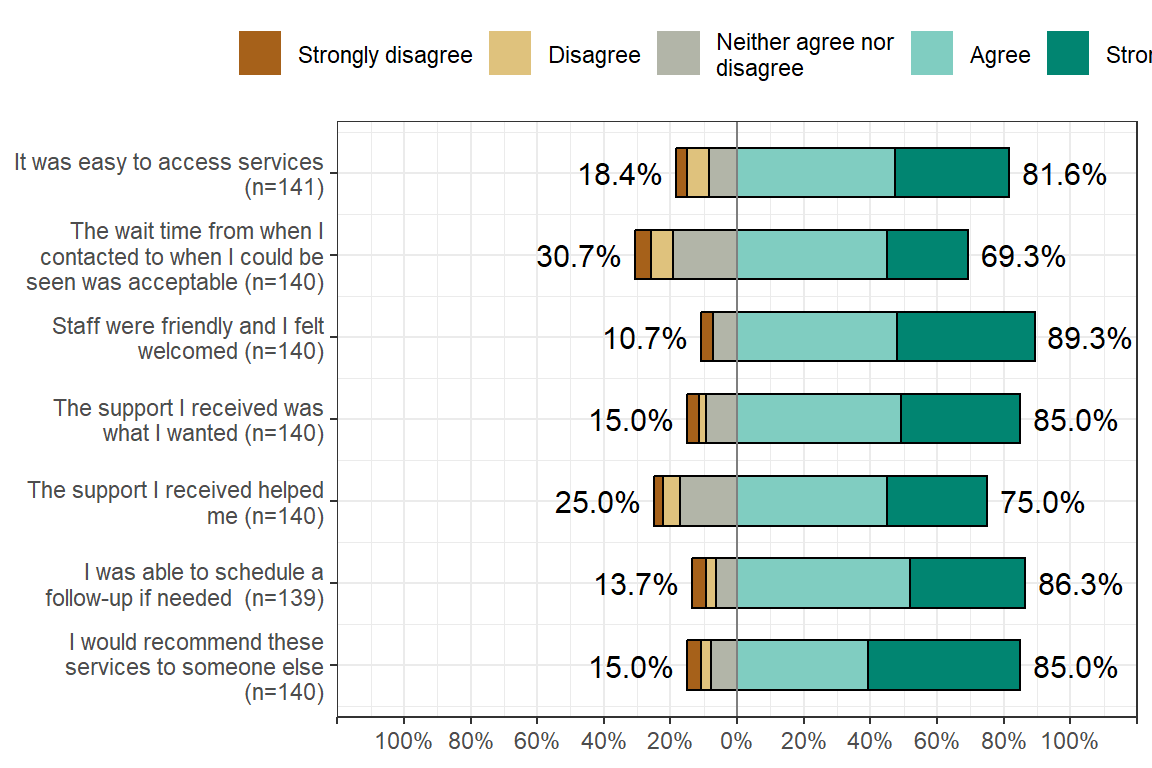 Strongly disagree
Disagree
Neither agree nor
disagree
Agree
Stron
It was easy to access services
(n=141)
18.4%
81.6%
The wait time from when I
contacted to when I could be
seen was acceptable (n=140)
30.7%
69.3%
Staff were friendly and I felt
welcomed (n=140)
10.7%
89.3%
The support I received was
what I wanted (n=140)
15.0%
85.0%
The support I received helped
me (n=140)
25.0%
75.0%
I was able to schedule a
follow-up if needed (n=139)
13.7%
86.3%
I would recommend these
services to someone else
(n=140)
15.0%
85.0%
100% 80% 60% 40% 20% 0% 20% 40% 60% 80% 100%